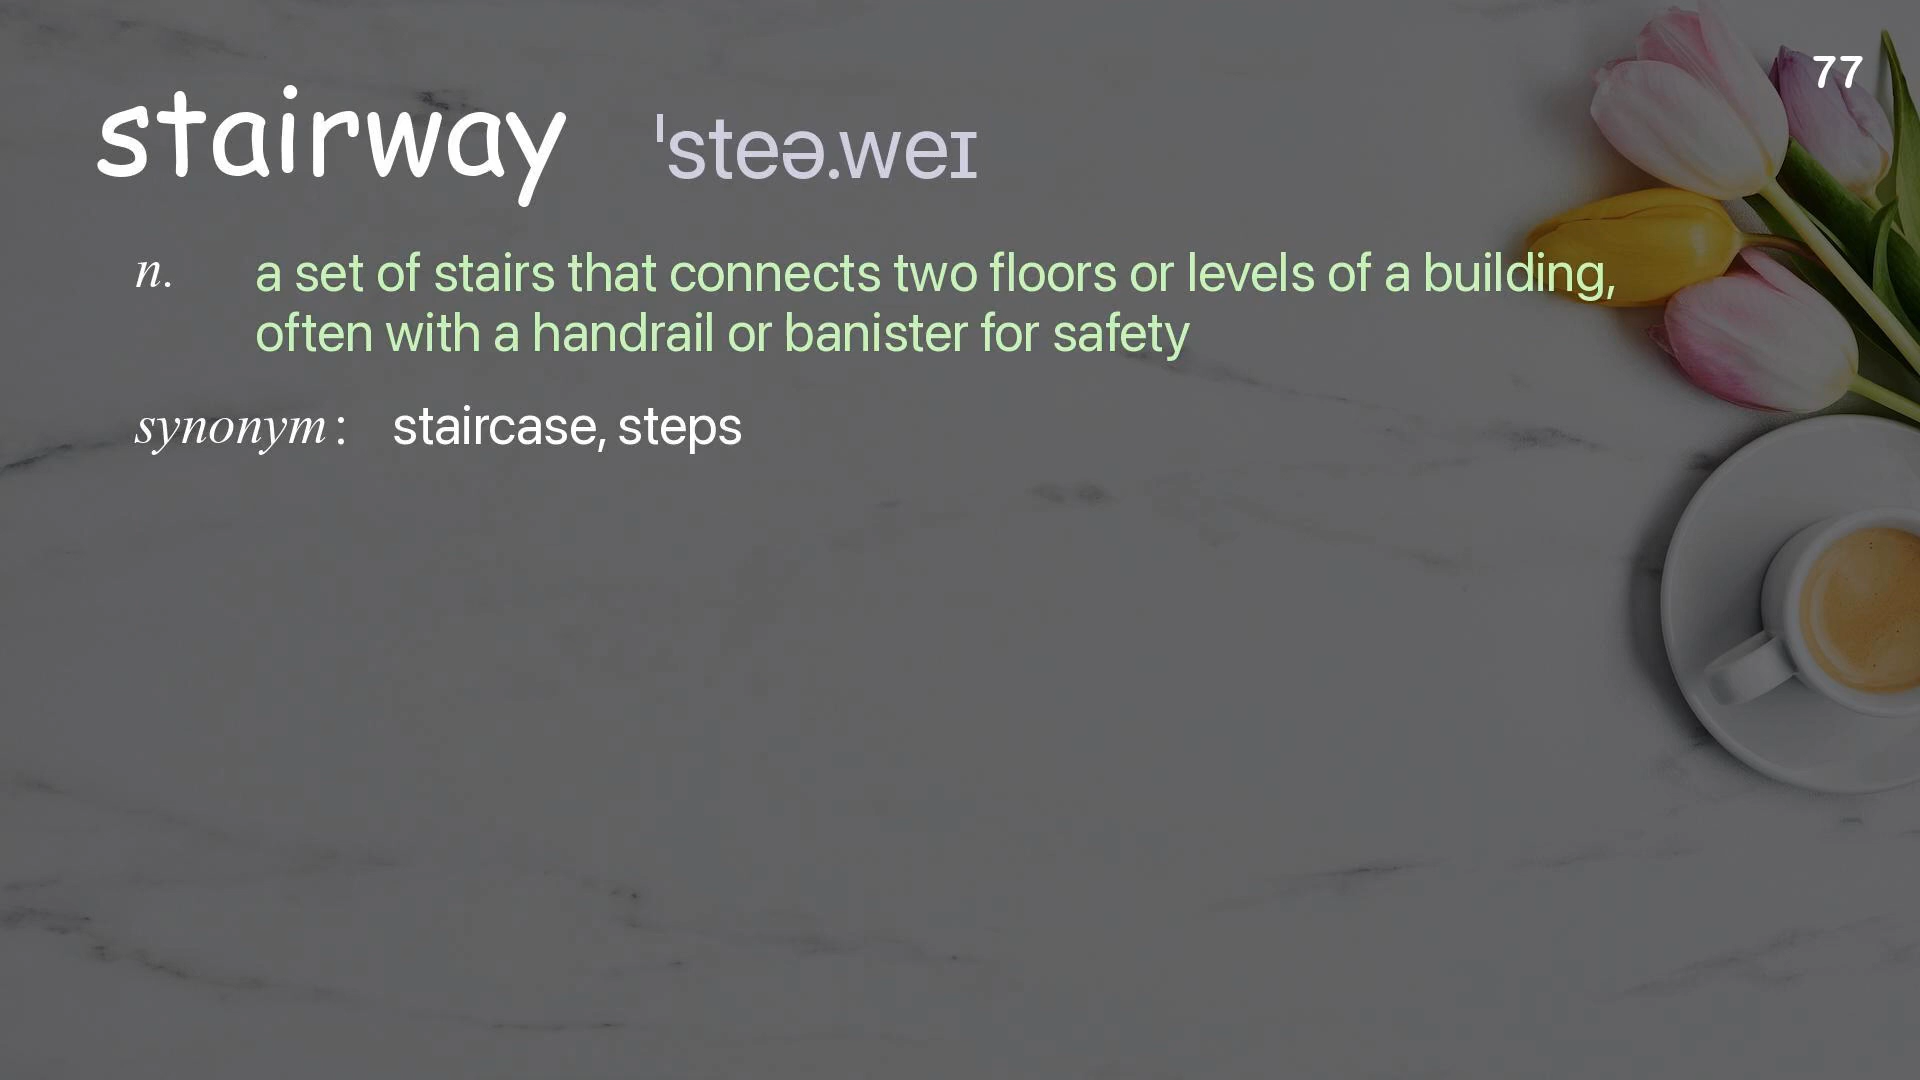 77
stairway ˈsteə.weɪ
n. a set of stairs that connects two floors or levels of a building,
often with a handrail or banister for safety
synonym: staircase, steps